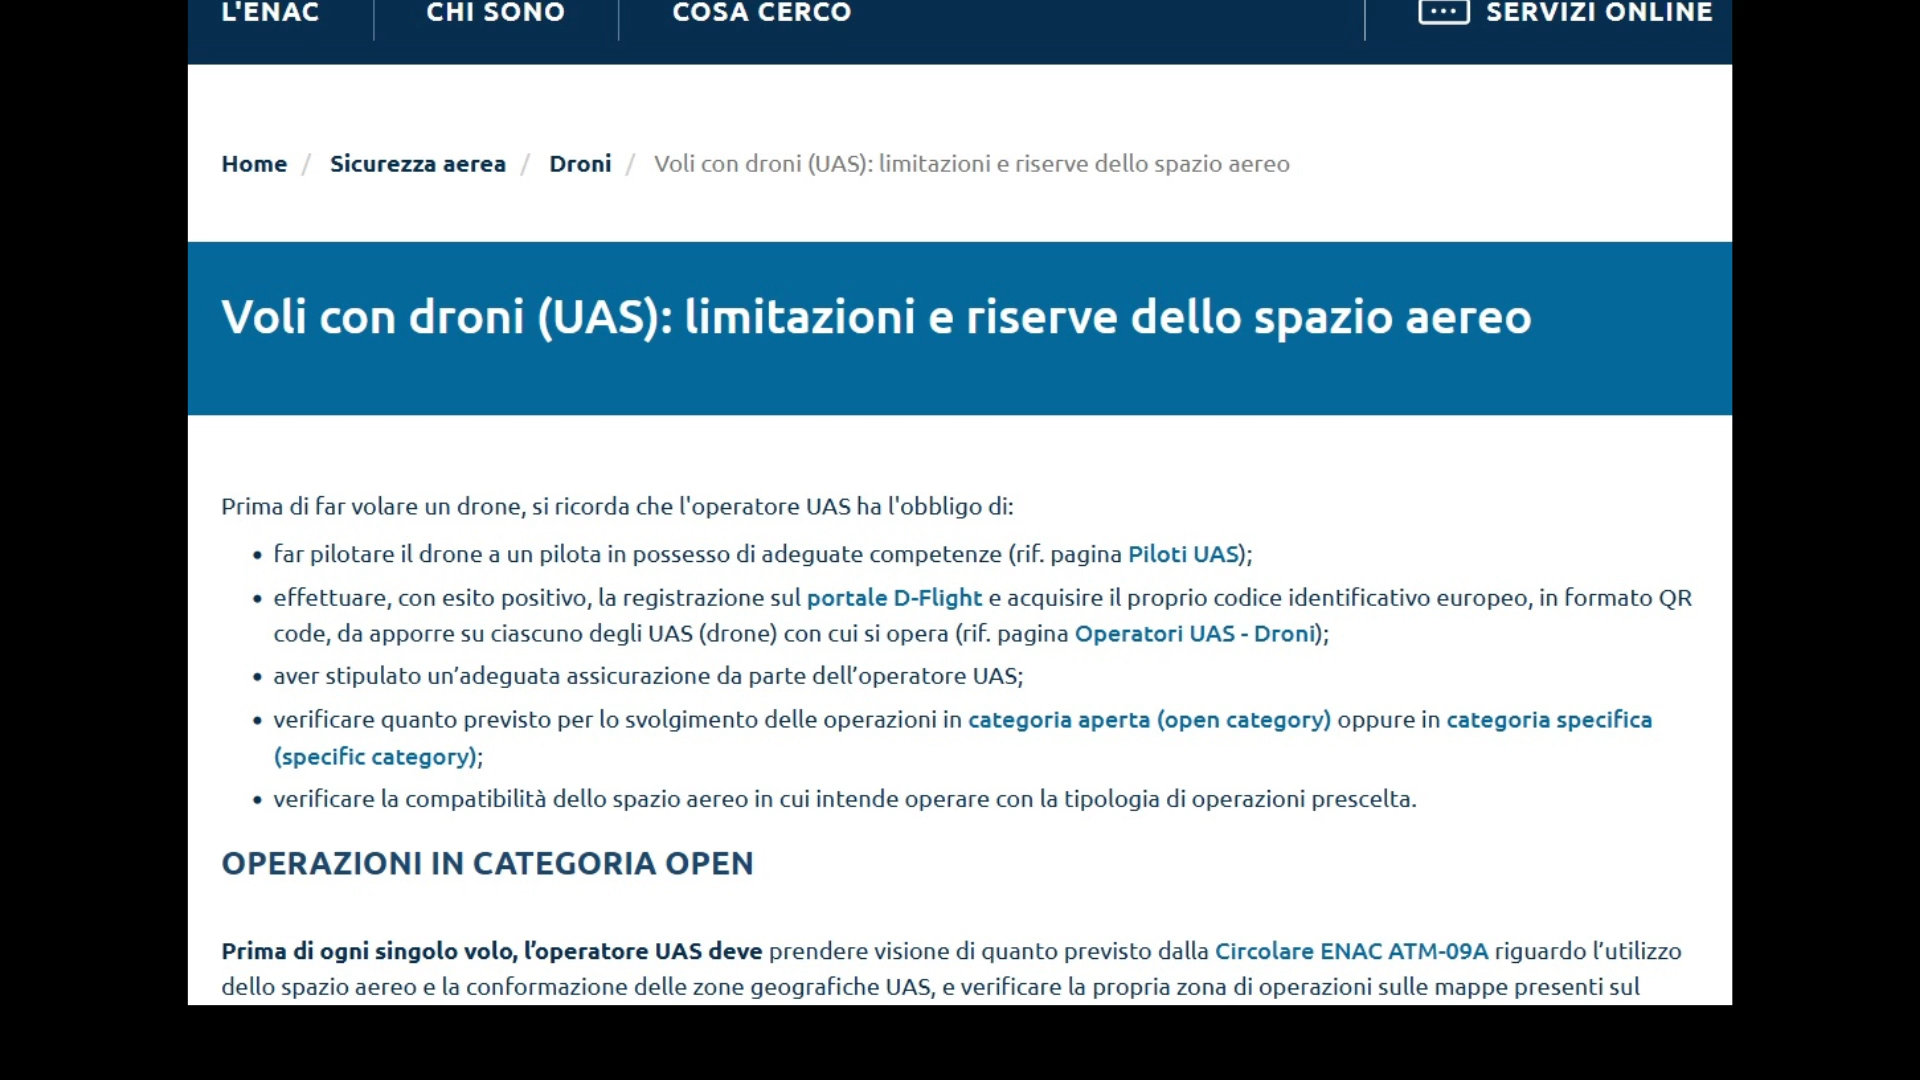 L'ENAC CHI SONO COSA CERCO SERVIZI ONLINE
Home / Sicurezza aerea / Droni / Voli con droni (UAS): limitazioni e riserve dello spazio aereo
Voli con droni (UAS): limitazioni e riserve dello spazio aereo
Prima di far volare un drone, si ricorda che l'operatore UAS ha l'obbligo di:
• far pilotare il drone a un pilota in possesso di adeguate competenze (rif. pagina Piloti UAS);
• effettuare, con esito positivo, la registrazione sul portale D-Flight e acquisire il proprio codice identificativo europeo, in formato QR
code, da apporre su ciascuno degli UAS (drone) con cui si opera (rif. pagina Operatori UAS - Droni);
• aver stipulato un’adeguata assicurazione da parte dell’operatore UAS;
• verificare quanto previsto per lo svolgimento delle operazioni in categoria aperta (open category) oppure in categoria specifica
(specific category);
• verificare la compatibilità dello spazio aereo in cui intende operare con la tipologia di operazioni prescelta.
OPERAZIONI IN CATEGORIA OPEN
Prima di ogni singolo volo, l’operatore UAS deve prendere visione di quanto previsto dalla Circolare ENAC ATM-09A riguardo l’utilizzo
dello spazio aereo e la conformazione delle zone geografiche UAS, e verificare la propria zona di operazioni sulle mappe presenti sul